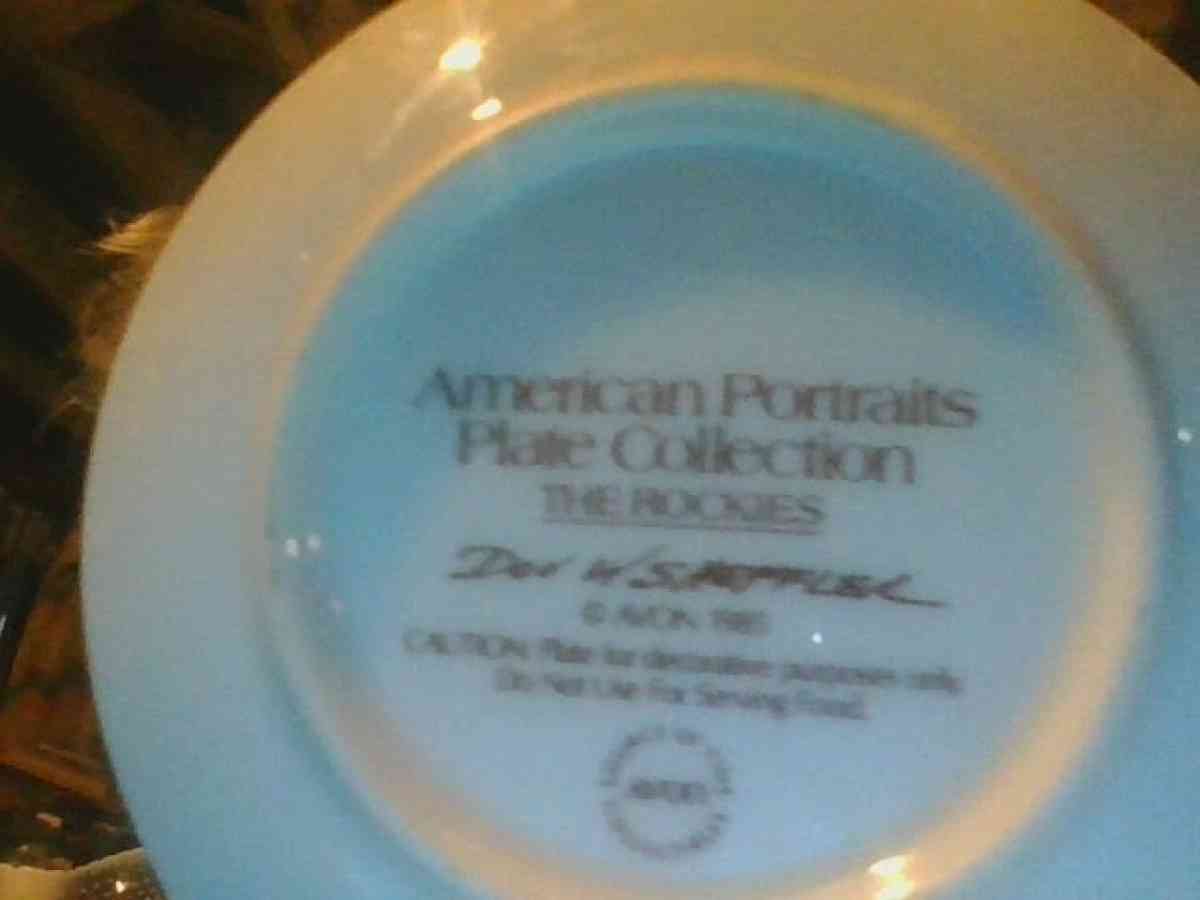 American Portraits
Plate Collection
THE ROCKIES
© AVON 1985
CAUTION: Plate for decorative purposes only.
Do Not Use For Serving Food.
AVON